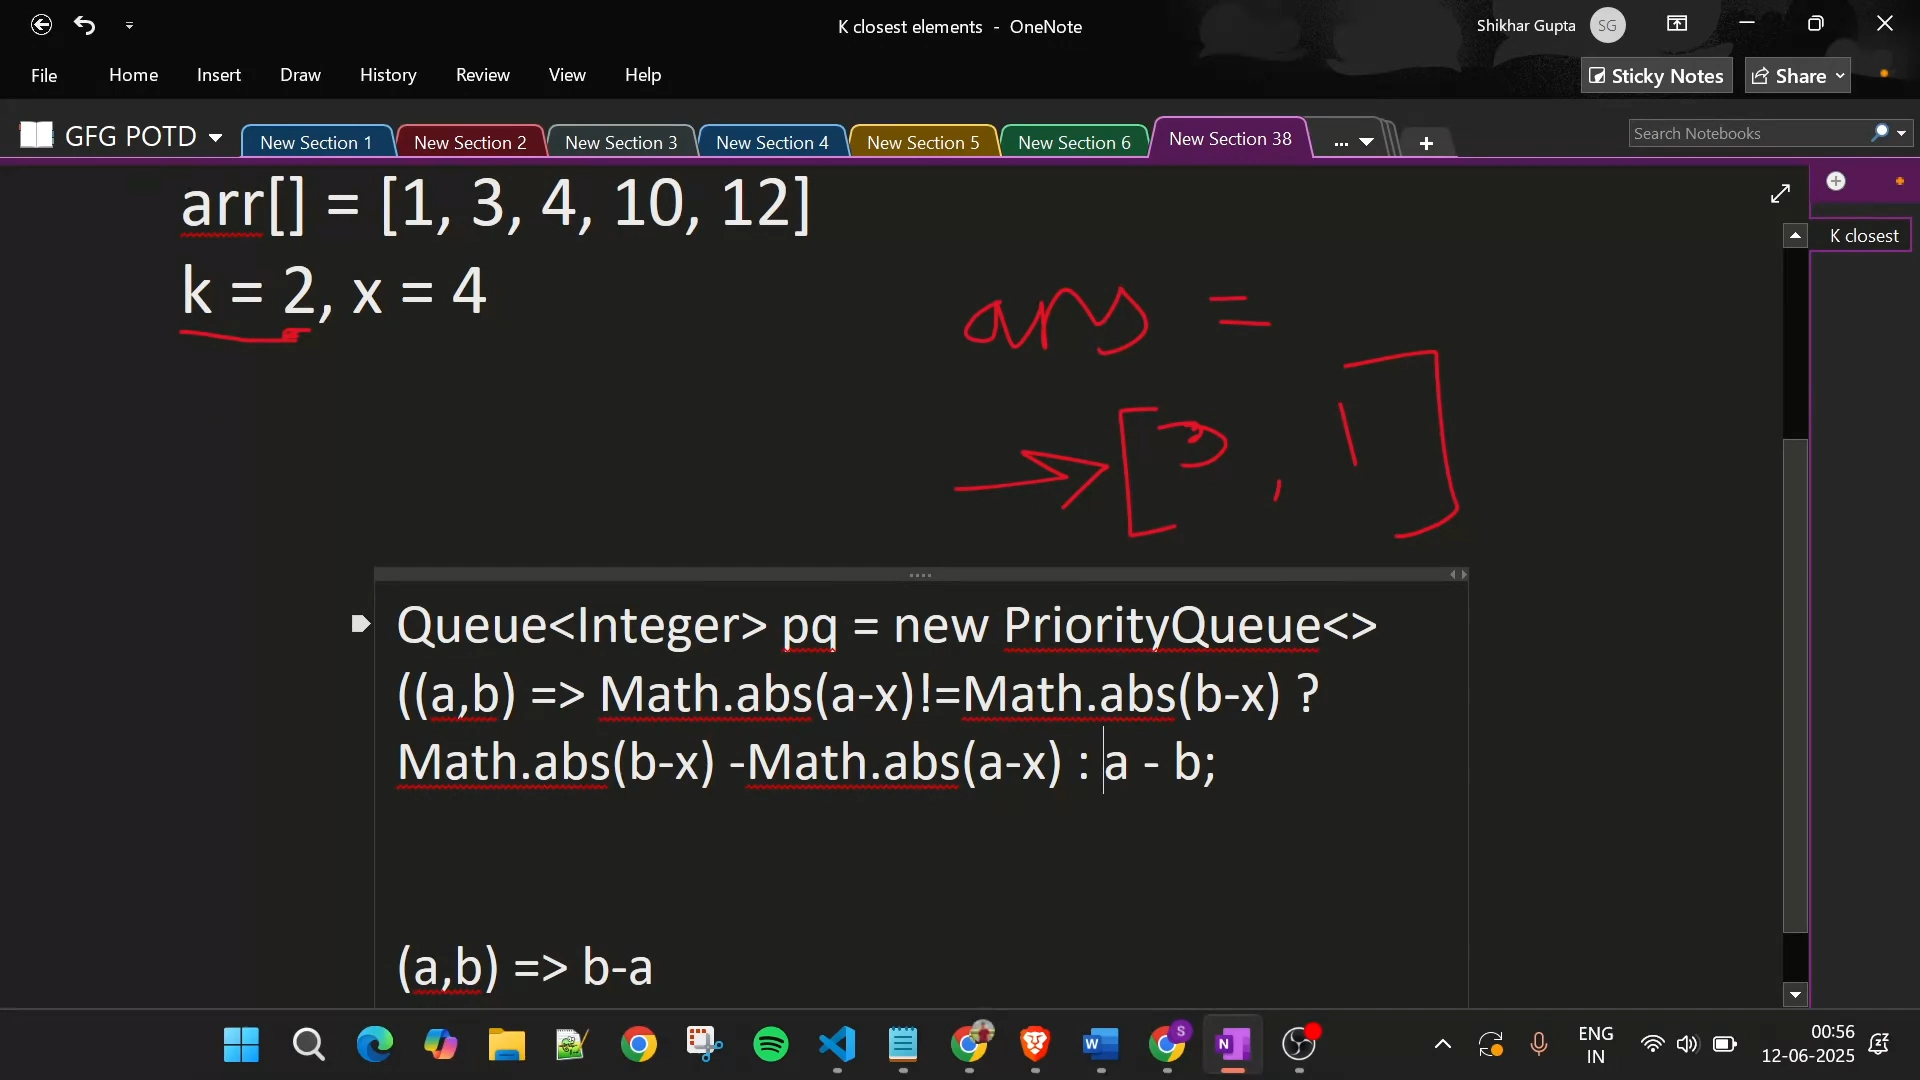 K closest elements - OneNote
Shikhar Gupta
SG
File
Home
Insert
Draw
History
Review
View
Help
Sticky Notes
Share
GFG POTD
New Section 1
New Section 2
New Section 3
New Section 4
New Section 5
New Section 6
New Section 38
...
Search Notebooks
K closest
arr[] = [1, 3, 4, 10, 12]
k = 2, x = 4
ans =
[3, 1]
Queue<Integer> pq = new PriorityQueue<>
((a,b) => Math.abs(a-x)!=Math.abs(b-x) ?
Math.abs(b-x) -Math.abs(a-x) : a - b;
(a,b) => b-a
W
S
N
ENG
IN
00:56
12-06-2025